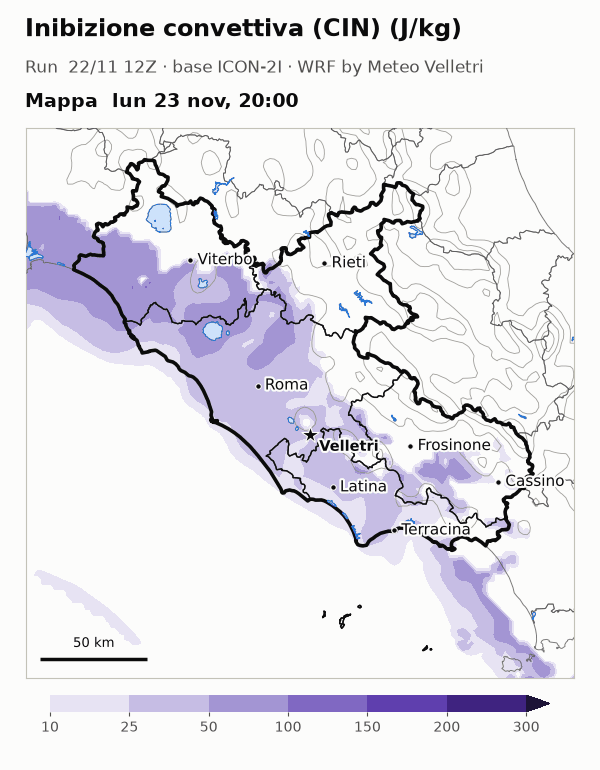 Inibizione convettiva (CIN) (J/kg)
Run  22/11 12Z · base ICON-2I · WRF by Meteo Velletri
Mappa  lun 23 nov, 20:00
Viterbo
Rieti
Roma
Velletri
Frosinone
Cassino
Latina
Terracina
50 km
10 25 50 100 150 200 300